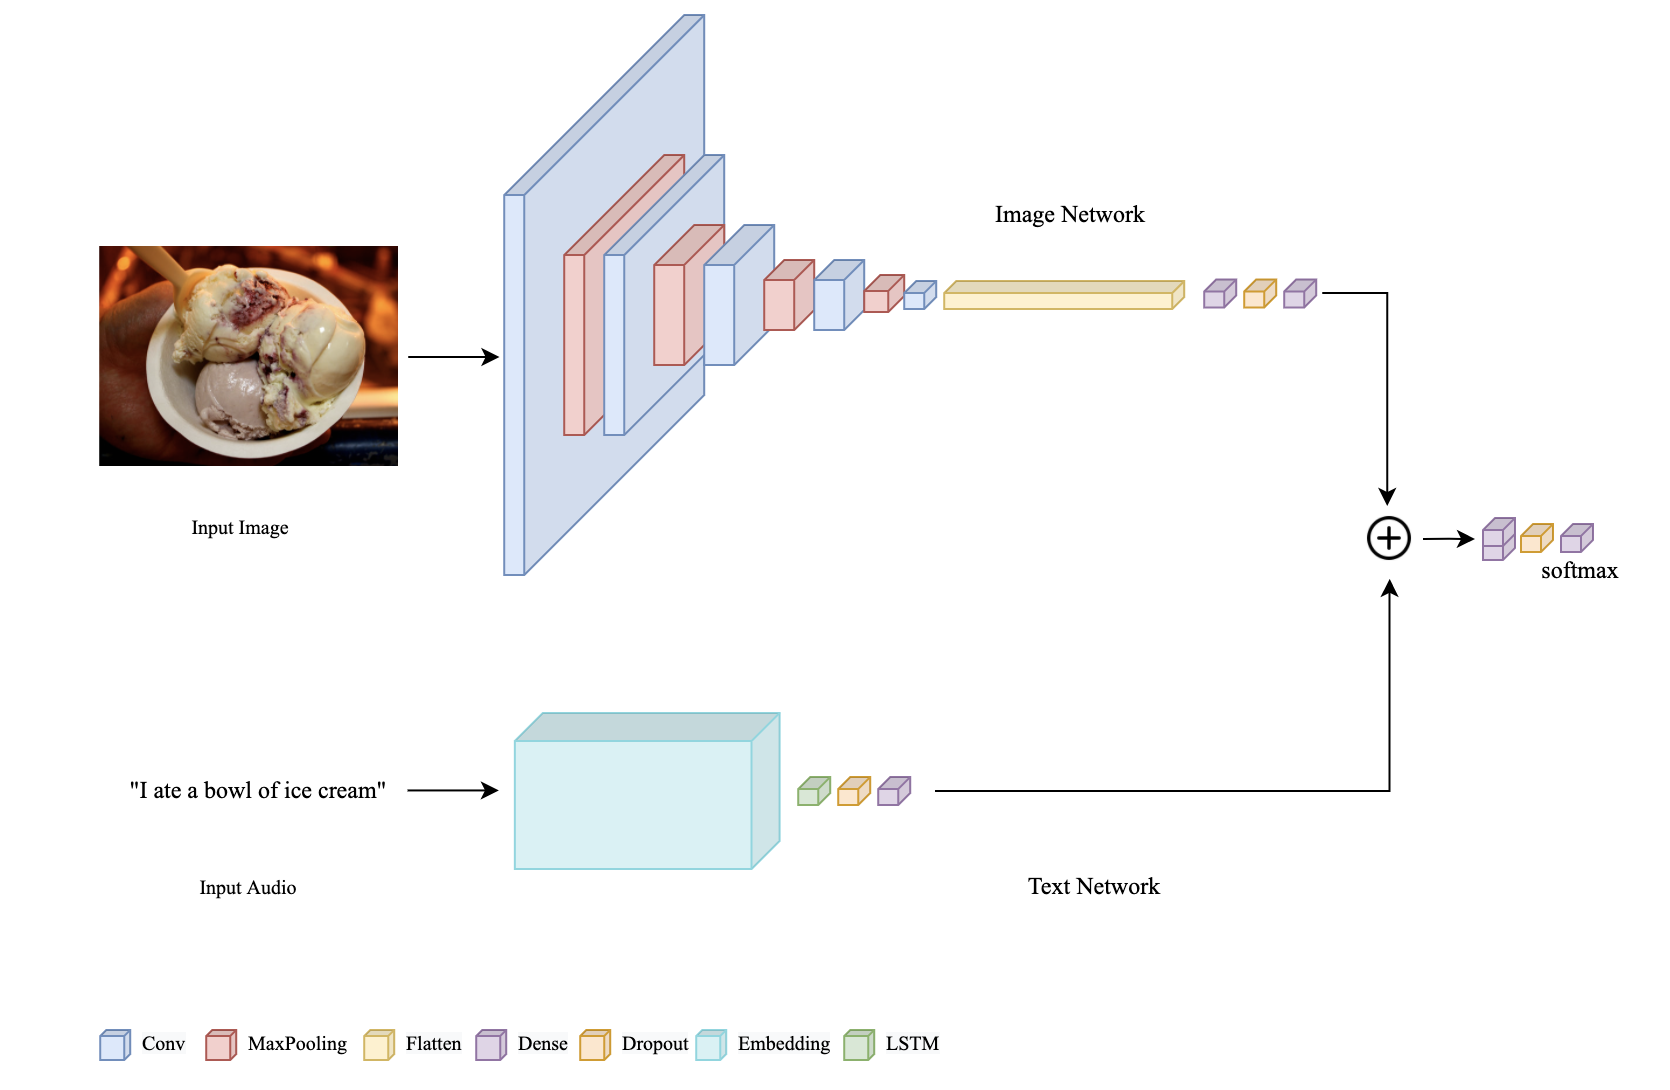 Image Network
Input Image
softmax
"I ate a bowl of ice cream"
Input Audio
Text Network
Conv
MaxPooling
Flatten
Dense
Dropout
Embedding
LSTM